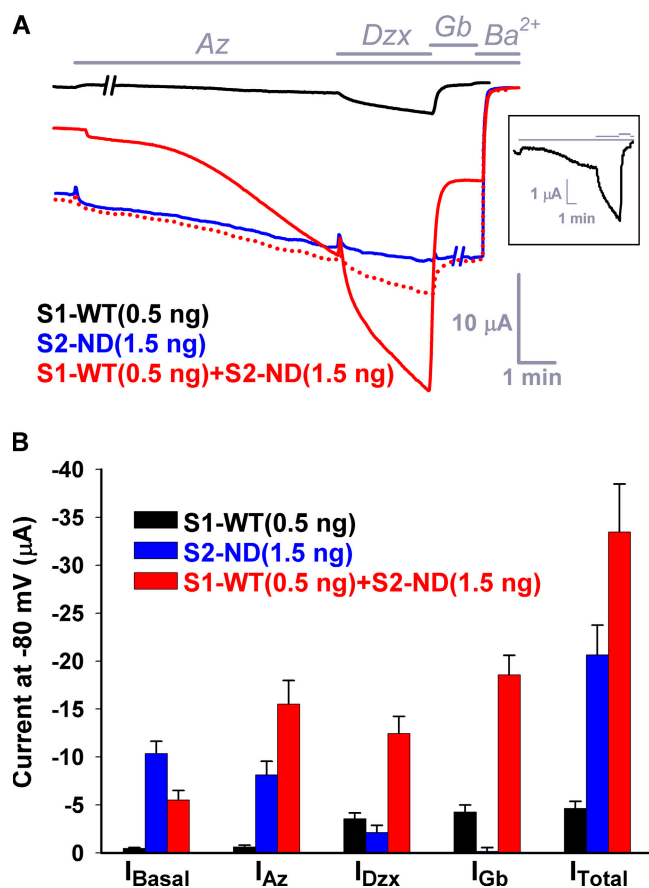 A
Az
Dzx
Gb
Ba2+
1 µA
1 min
10 µA
1 min
S1-WT(0.5 ng)
S2-ND(1.5 ng)
S1-WT(0.5 ng)+S2-ND(1.5 ng)
B
Current at -80 mV (µA)
-40
-35
-30
-25
-20
-15
-10
-5
0
S1-WT(0.5 ng)
S2-ND(1.5 ng)
S1-WT(0.5 ng)+S2-ND(1.5 ng)
IBasal IAz IDzx IGb ITotal